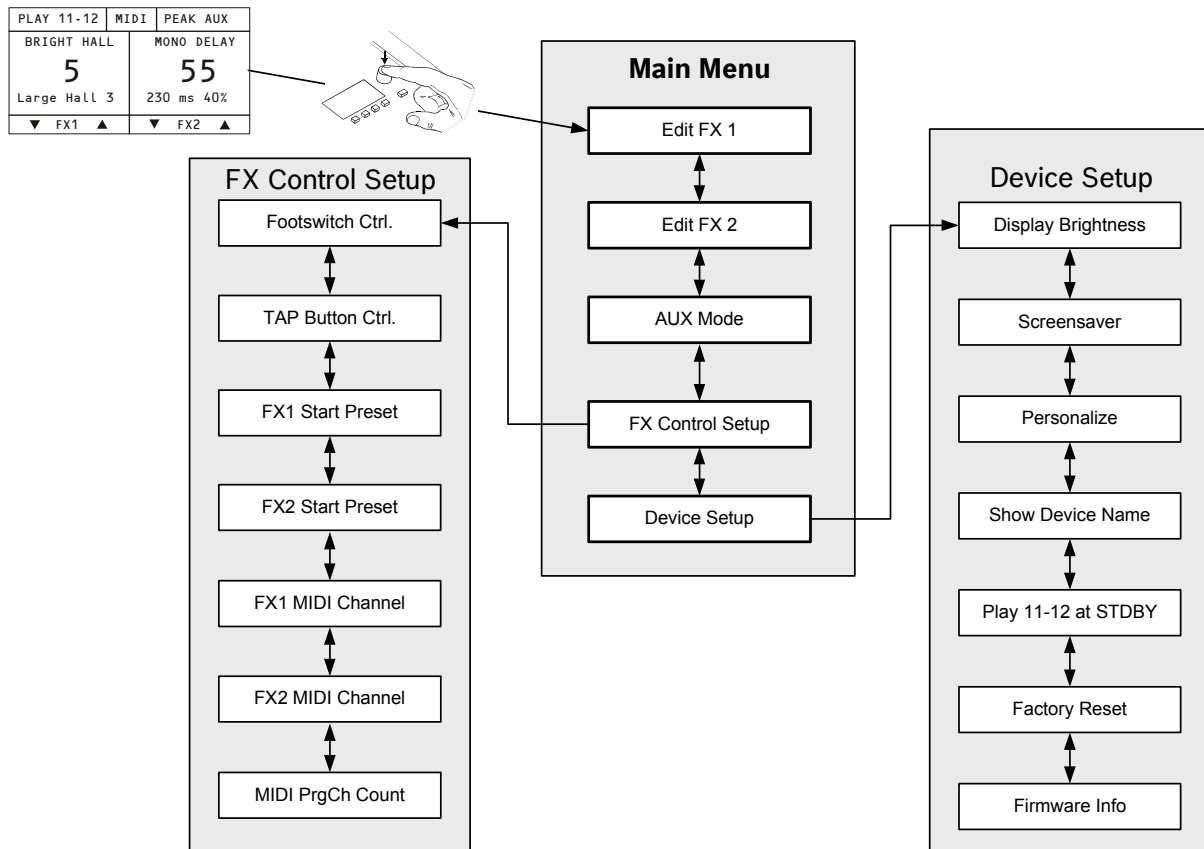 PLAY 11-12 MIDI PEAK AUX
BRIGHT HALL MONO DELAY
5 55
Large Hall 3 230 ms 40%
▼ FX1 ▲ ▼ FX2 ▲
Main Menu
Edit FX 1
Edit FX 2
AUX Mode
FX Control Setup
Device Setup
FX Control Setup
Footswitch Ctrl.
TAP Button Ctrl.
FX1 Start Preset
FX2 Start Preset
FX1 MIDI Channel
FX2 MIDI Channel
MIDI PrgCh Count
Device Setup
Display Brightness
Screensaver
Personalize
Show Device Name
Play 11-12 at STDBY
Factory Reset
Firmware Info